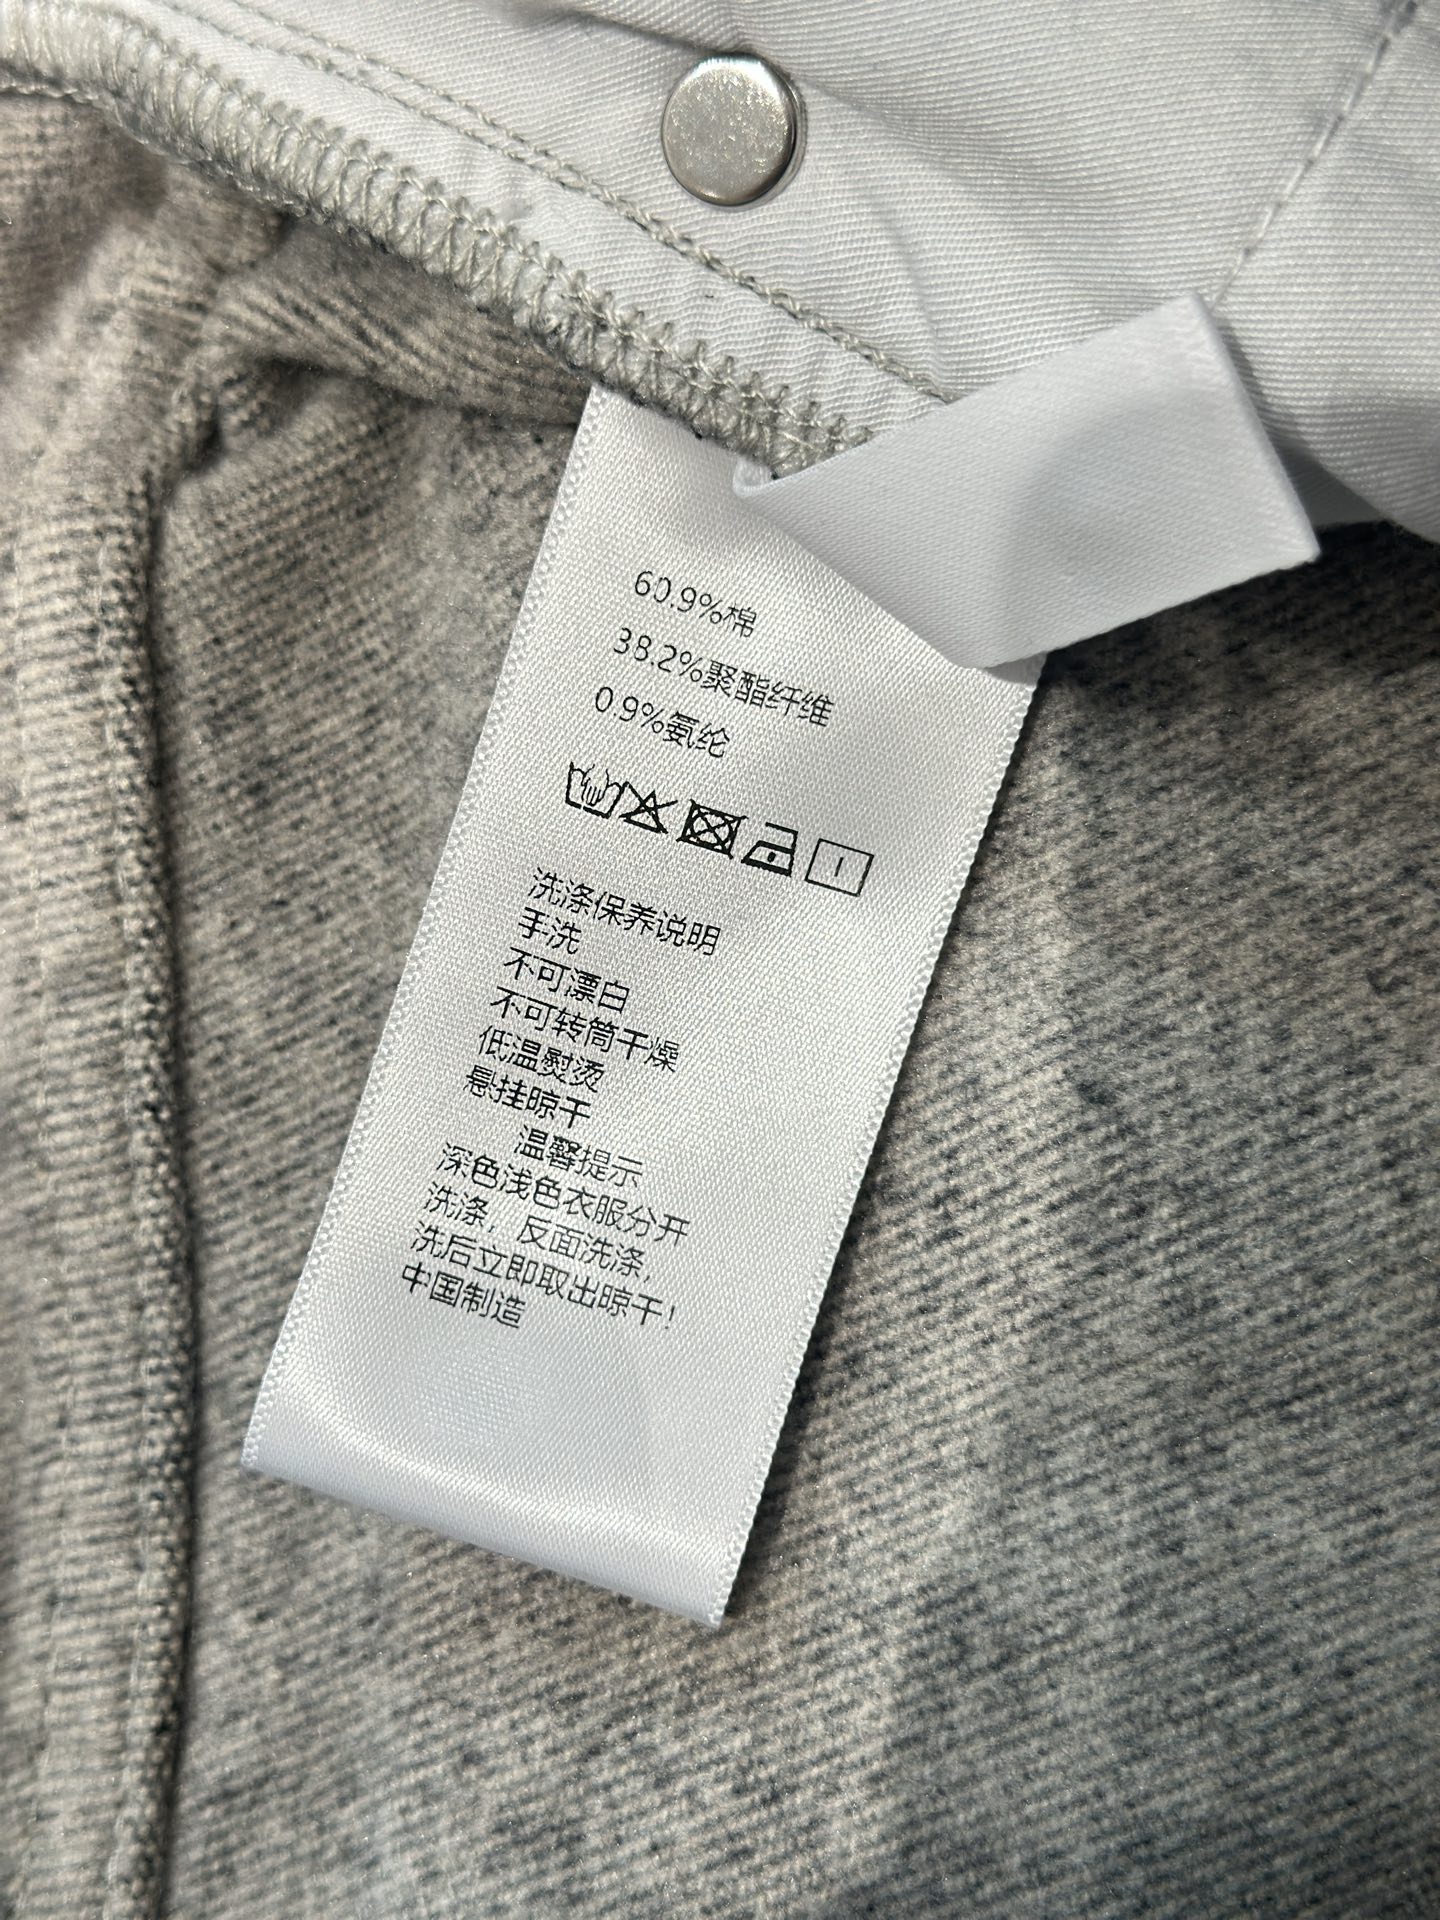 60.9%棉
38.2%聚酯纤维
0.9%氨纶
洗涤保养说明
手洗
不可漂白
不可转筒干燥
低温熨烫
悬挂晾干
温馨提示
深色浅色衣服分开
洗涤，反面洗涤，
洗后立即取出晾干！
中国制造